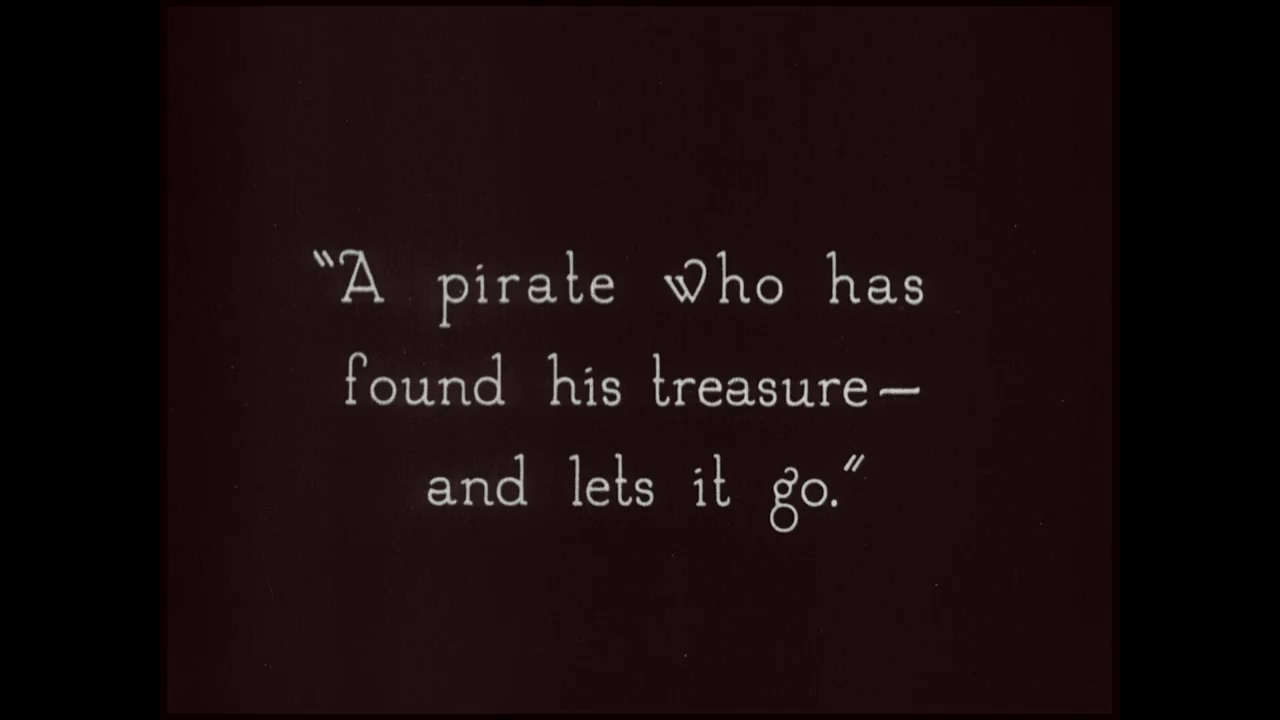 "A pirate who has
found his treasure—
and lets it go."